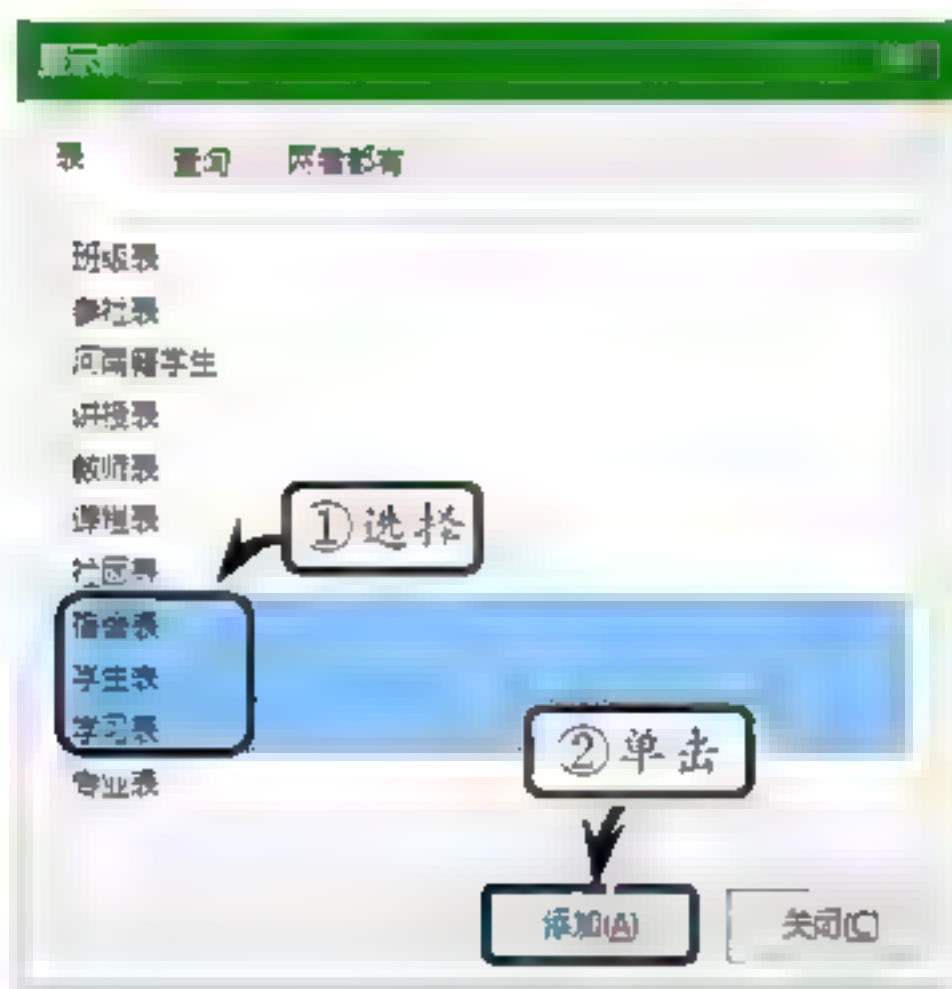 表 查询 两者都有
班级表
参社表
河南籍学生
讲授表
教师表
课程表
①选择
社团表
宿舍表
学生表
学习表
②单击
专业表
添加(A) 关闭(C)